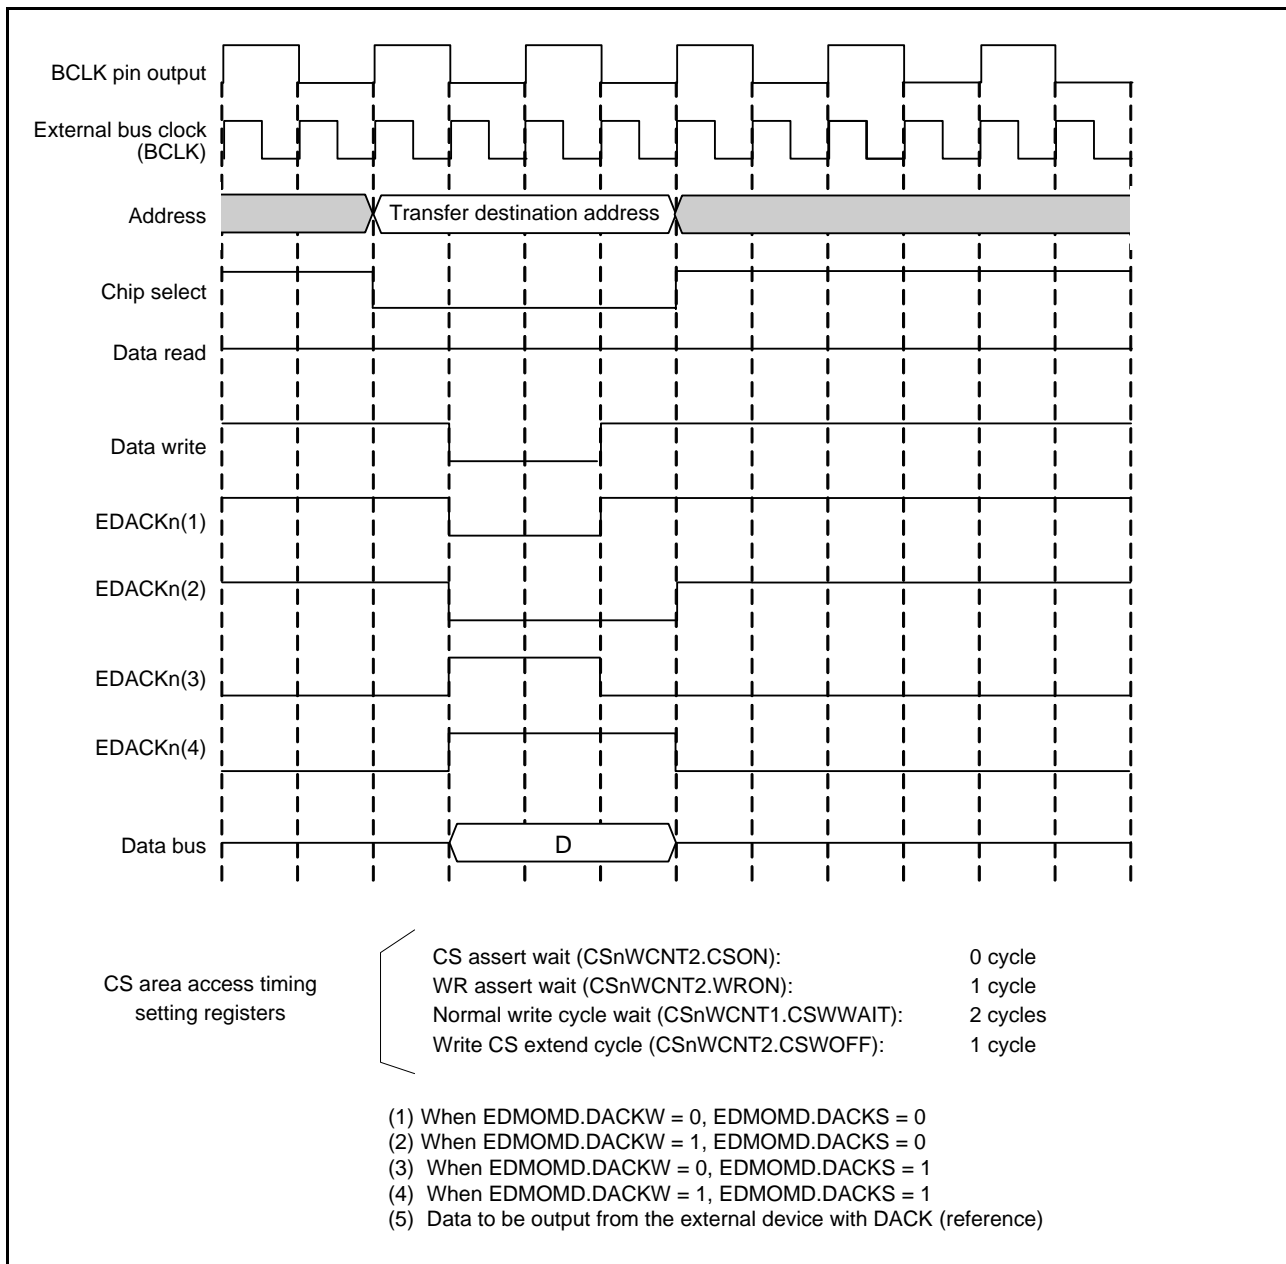 BCLK pin output
External bus clock
(BCLK)
Address
Transfer destination address
Chip select
Data read
Data write
EDACKn(1)
EDACKn(2)
EDACKn(3)
EDACKn(4)
Data bus
D
CS area access timing
setting registers
CS assert wait (CSnWCNT2.CSON): 0 cycle
WR assert wait (CSnWCNT2.WRON): 1 cycle
Normal write cycle wait (CSnWCNT1.CSWWAIT): 2 cycles
Write CS extend cycle (CSnWCNT2.CSWOFF): 1 cycle
(1) When EDMOMD.DACKW = 0, EDMOMD.DACKS = 0
(2) When EDMOMD.DACKW = 1, EDMOMD.DACKS = 0
(3) When EDMOMD.DACKW = 0, EDMOMD.DACKS = 1
(4) When EDMOMD.DACKW = 1, EDMOMD.DACKS = 1
(5) Data to be output from the external device with DACK (reference)